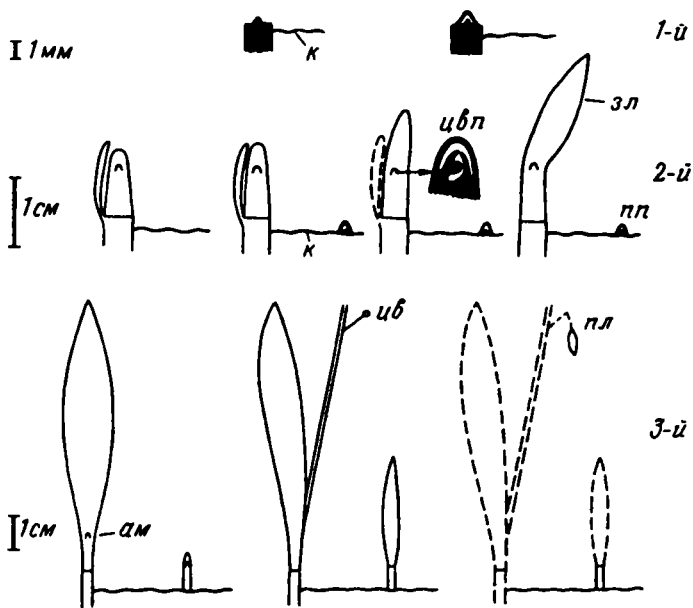 1мм
к
1-й
зл
цвп
2-й
1см
пп
к
цв
пл
3-й
1см
ам